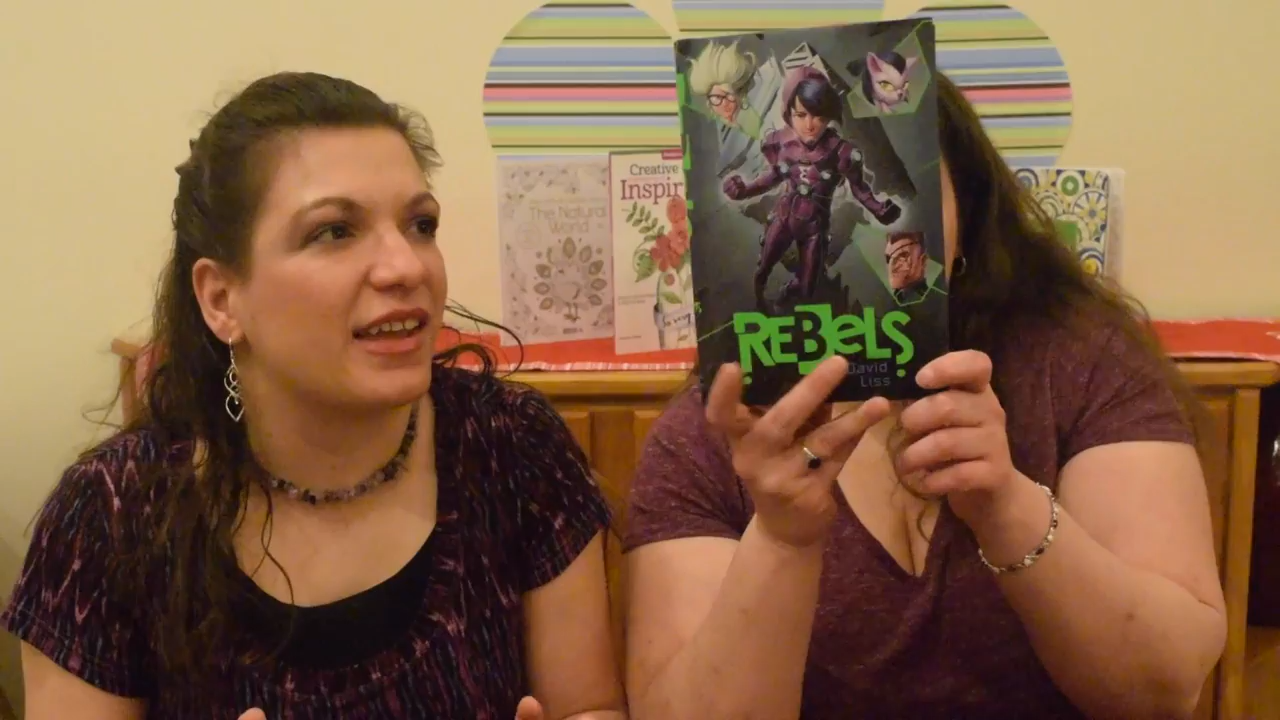 The Natural
World
Creative
Inspir
REBELS
David
Liss